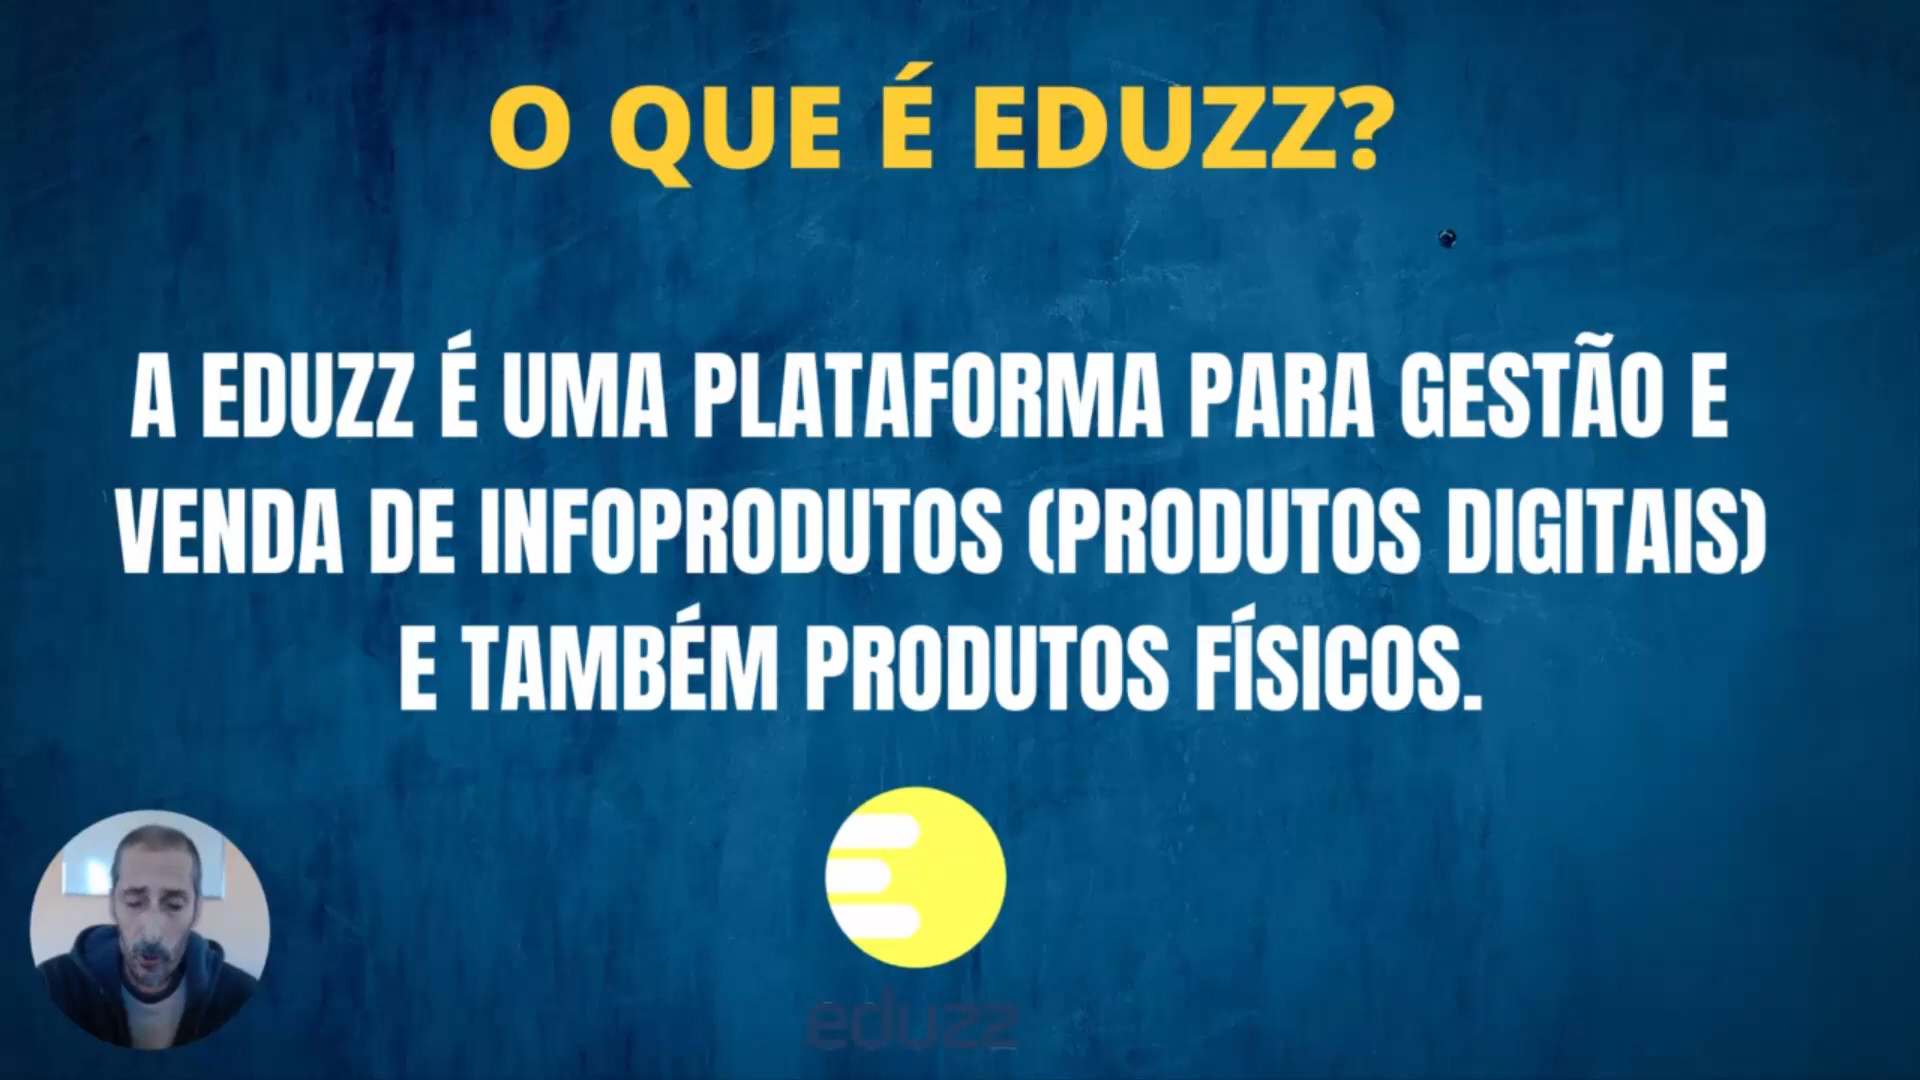 O QUE É EDUZZ?
A EDUZZ É UMA PLATAFORMA PARA GESTÃO E
VENDA DE INFOPRODUTOS (PRODUTOS DIGITAIS)
E TAMBÉM PRODUTOS FÍSICOS.
eduzz